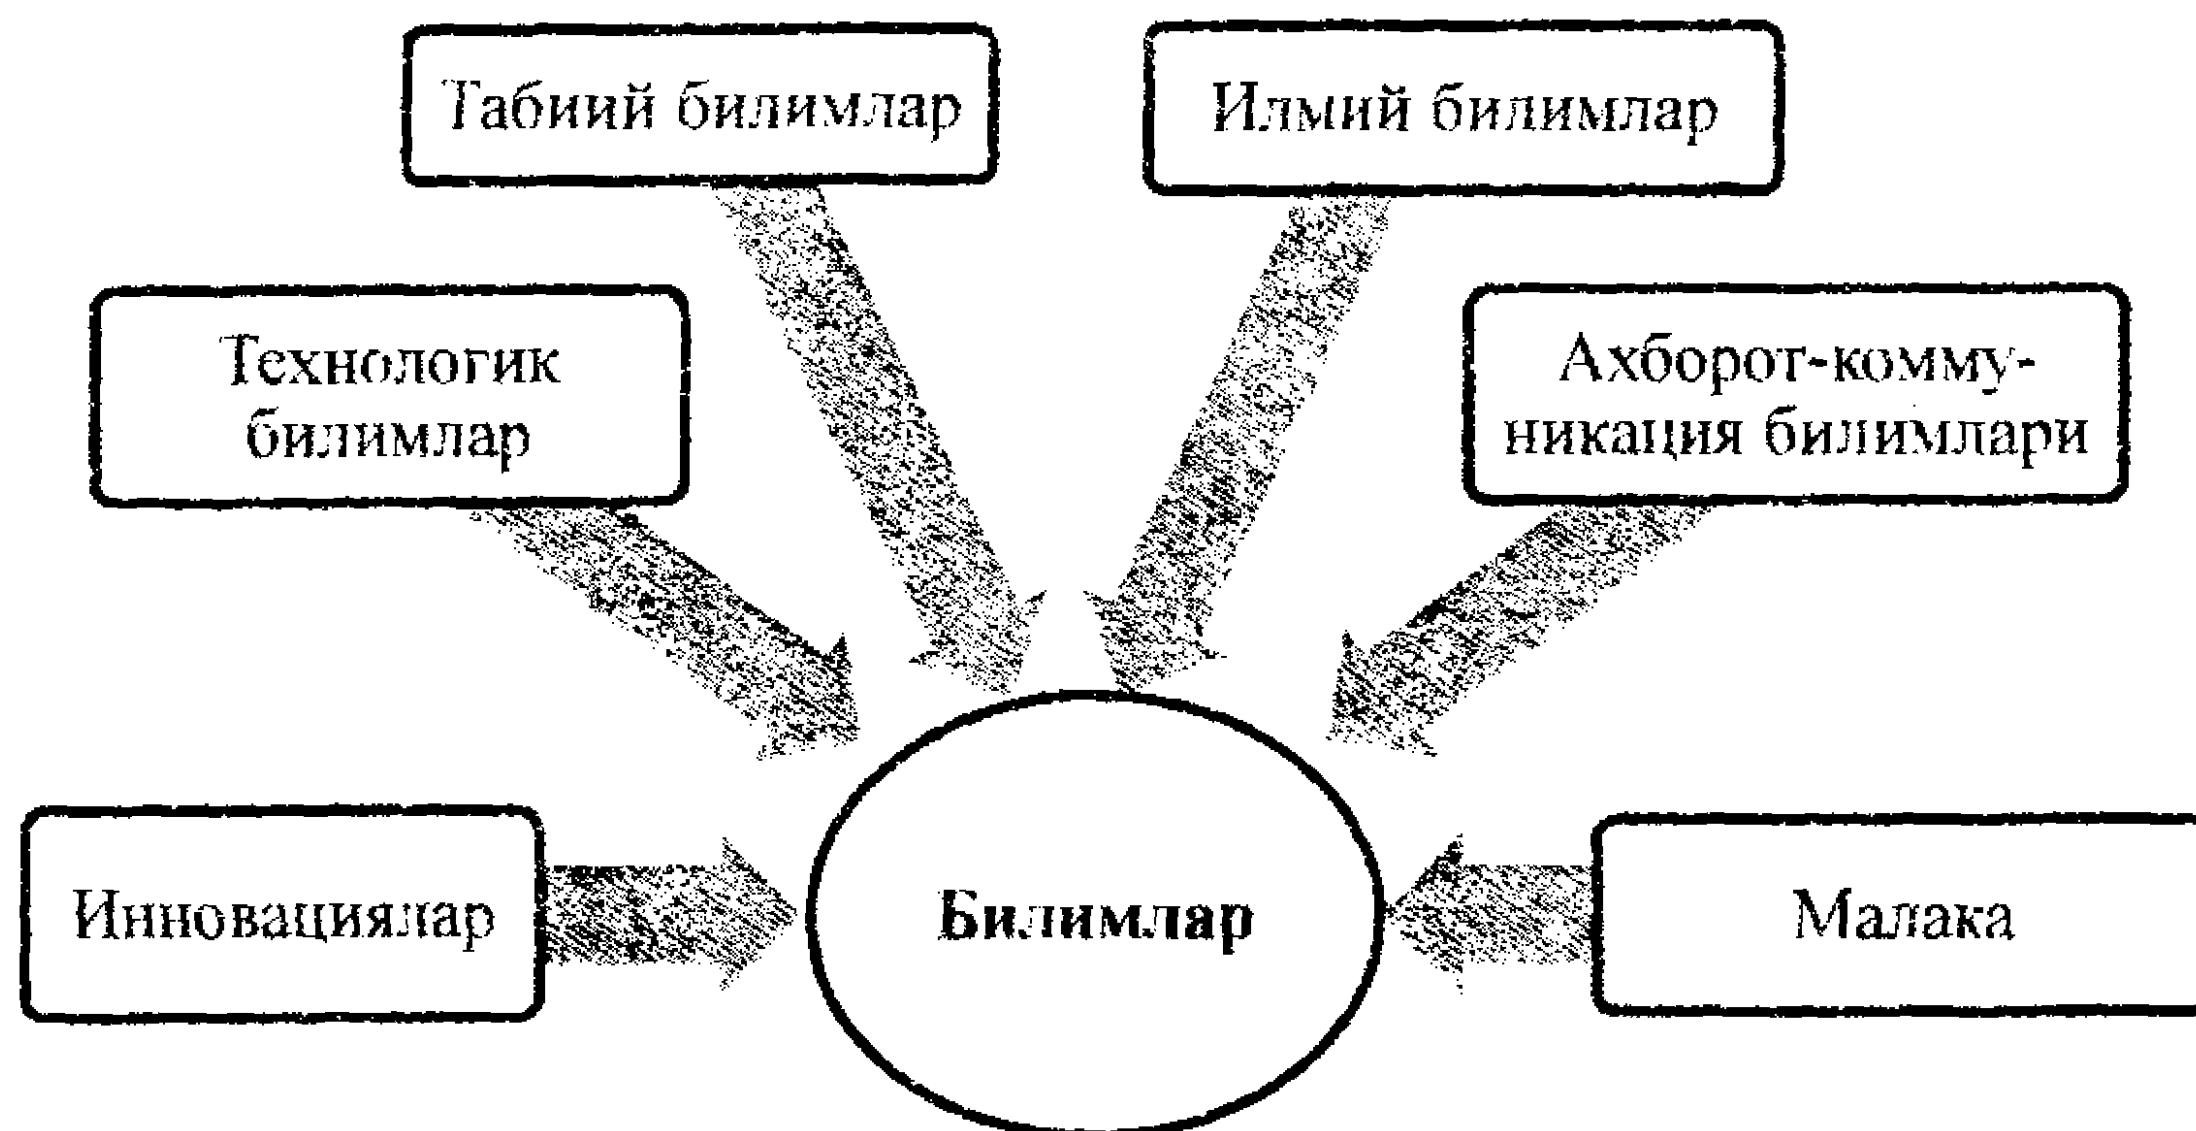 Табиий билимлар
Илмий билимлар
Технологик
билимлар
Ахборот-комму-
никация билимлари
Инновациялар
Билимлар
Малака